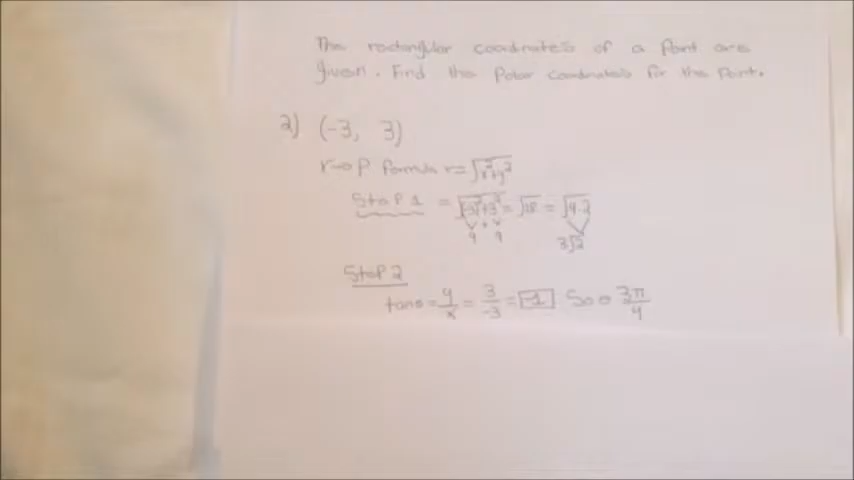 The rectangular coordinates of a Point are
given. Find the Polar coordinates for the Point.
2) (-3, 3)
r→P formula r=√x²+y²
Step 1 = √-3²+3² = √18 = √9·2
9 + 9 3√2
Step 2
tanθ = y/x = 3/-3 = -1 So θ 3π/4